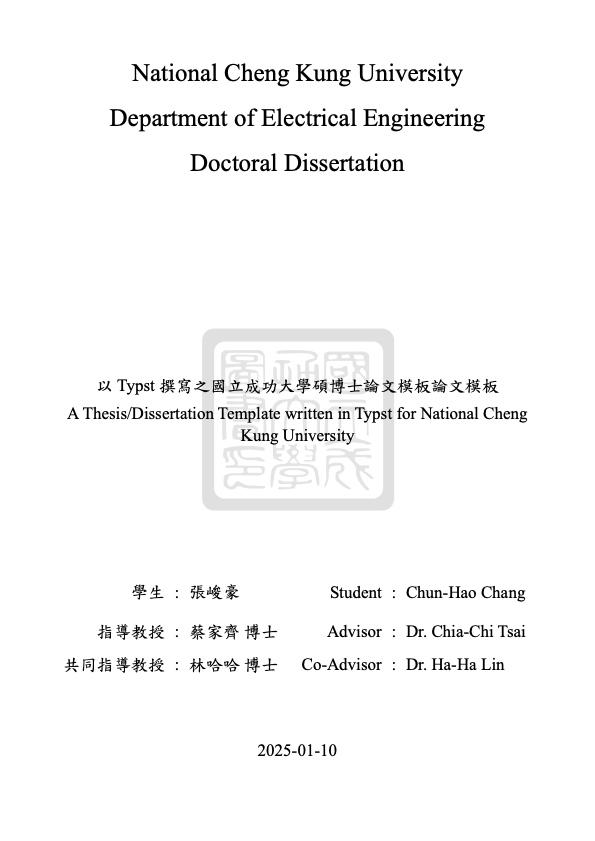 National Cheng Kung University
Department of Electrical Engineering
Doctoral Dissertation
以 Typst 撰寫之國立成功大學碩博士論文模板論文模板
A Thesis/Dissertation Template written in Typst for National Cheng
Kung University
學生 : 張峻豪 Student : Chun-Hao Chang
指導教授 : 蔡家齊 博士 Advisor : Dr. Chia-Chi Tsai
共同指導教授 : 林哈哈 博士 Co-Advisor : Dr. Ha-Ha Lin
2025-01-10